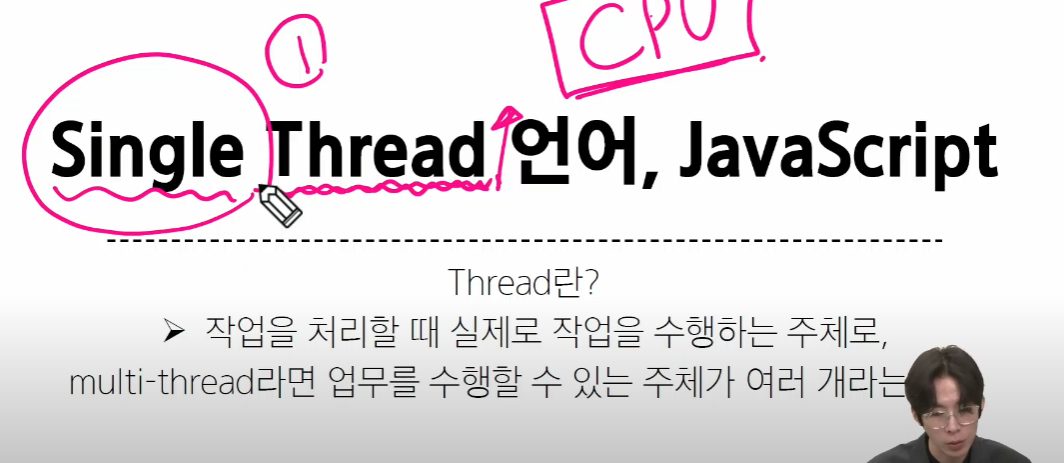 ①
CPU
Single Thread 언어, JavaScript
Thread란?
➤ 작업을 처리할 때 실제로 작업을 수행하는 주체로,
multi-thread라면 업무를 수행할 수 있는 주체가 여러 개라는